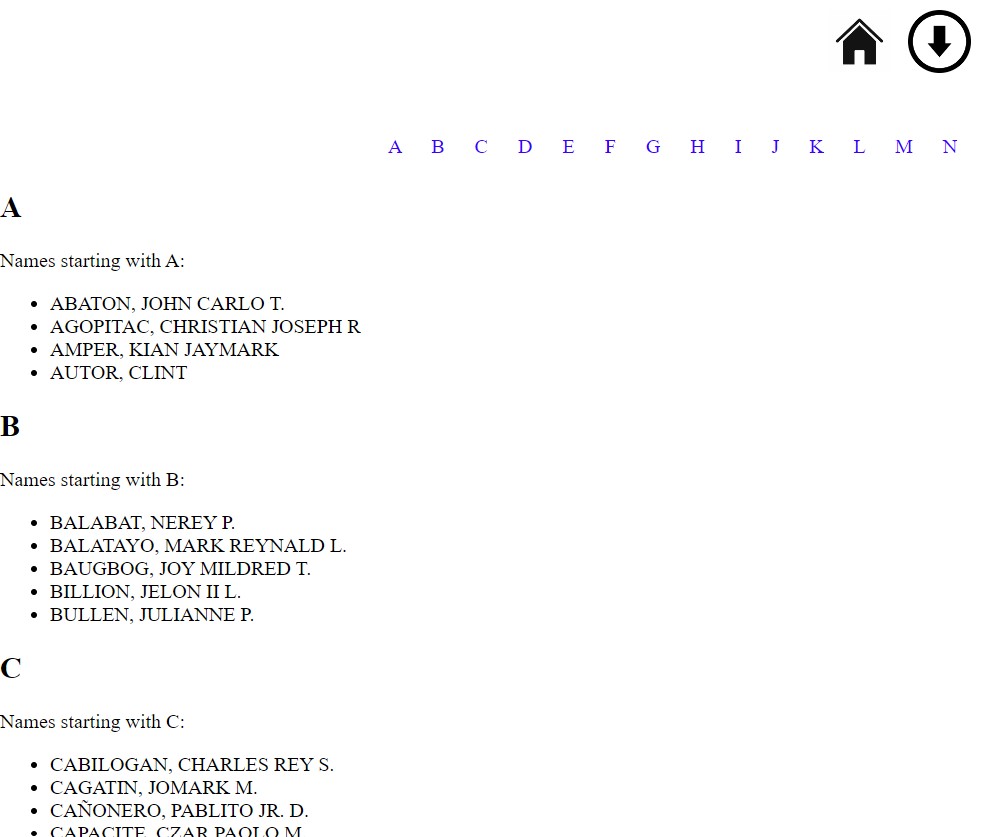 A B C D E F G H I J K L M N
A
Names starting with A:
ABATON, JOHN CARLO T.
AGOPITAC, CHRISTIAN JOSEPH R
AMPER, KIAN JAYMARK
AUTOR, CLINT
B
Names starting with B:
BALABAT, NEREY P.
BALATAYO, MARK REYNALD L.
BAUGBOG, JOY MILDRED T.
BILLION, JELON II L.
BULLEN, JULIANNE P.
C
Names starting with C:
CABILOGAN, CHARLES REY S.
CAGATIN, JOMARK M.
CAÑONERO, PABLITO JR. D.
CAPACITE, CZAR PAOLO M.